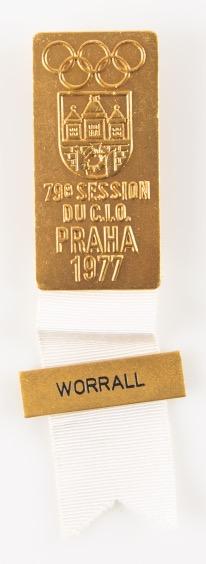 79e SESSION
DU C.I.O.
PRAHA
1977
WORRALL